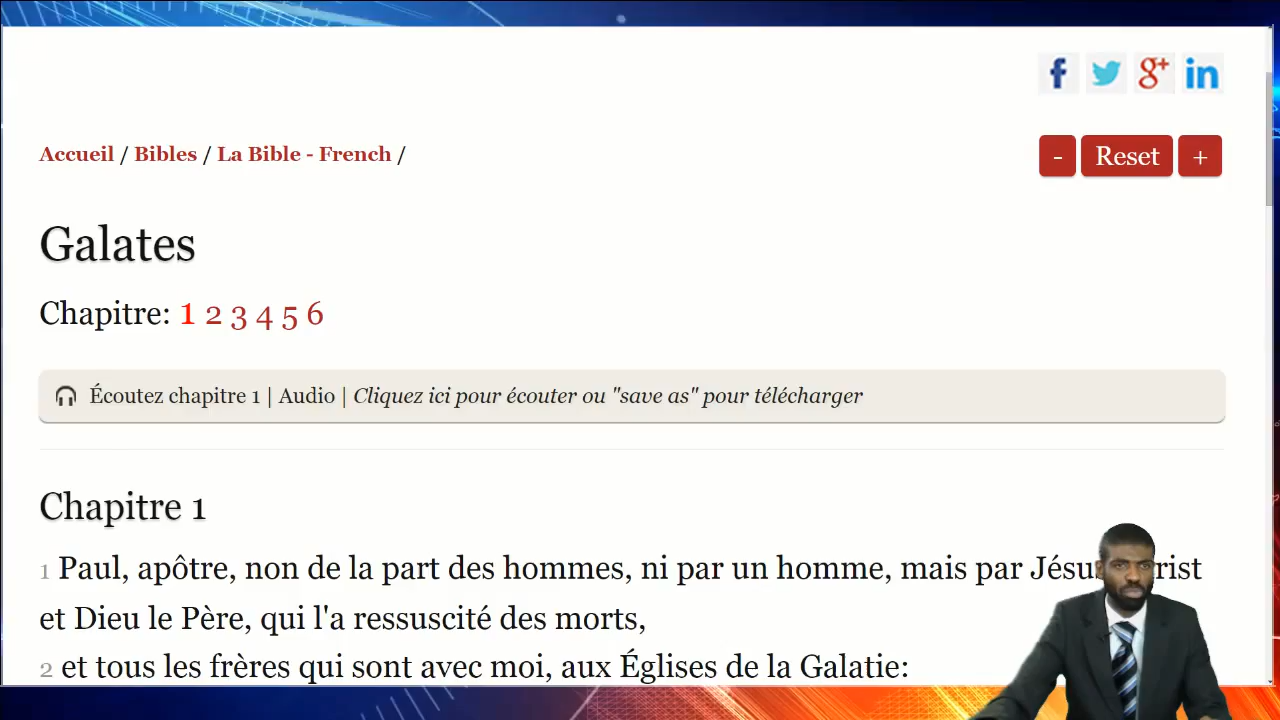 Accueil / Bibles / La Bible - French /
- Reset +
Galates
Chapitre: 1 2 3 4 5 6
Écoutez chapitre 1 | Audio | Cliquez ici pour écouter ou "save as" pour télécharger
Chapitre 1
1 Paul, apôtre, non de la part des hommes, ni par un homme, mais par
et Dieu le Père, qui l'a ressuscité des morts,
2 et tous les frères qui sont avec moi, aux Églises de la Galatie: